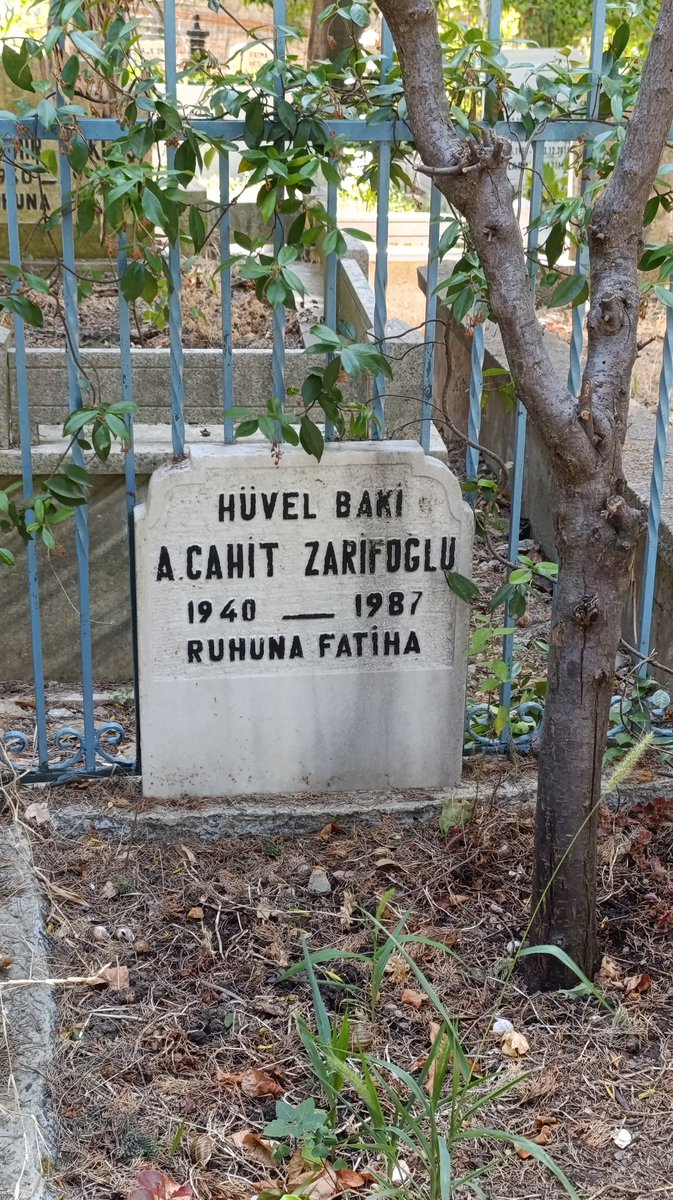 HÜVEL BAKİ
A.CAHİT ZARİFOĞLU
1940 — 1987
RUHUNA FATİHA